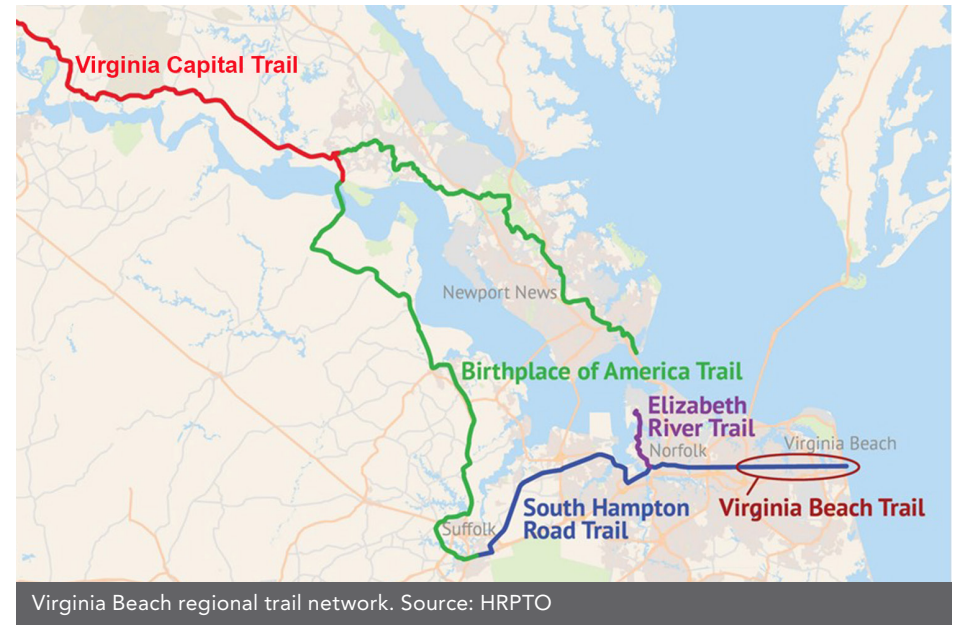 Virginia Capital Trail
Newport News
Birthplace of America Trail
Elizabeth
River Trail
Norfolk
Virginia Beach
South Hampton
Road Trail
Virginia Beach Trail
Suffolk
Virginia Beach regional trail network. Source: HRPTO